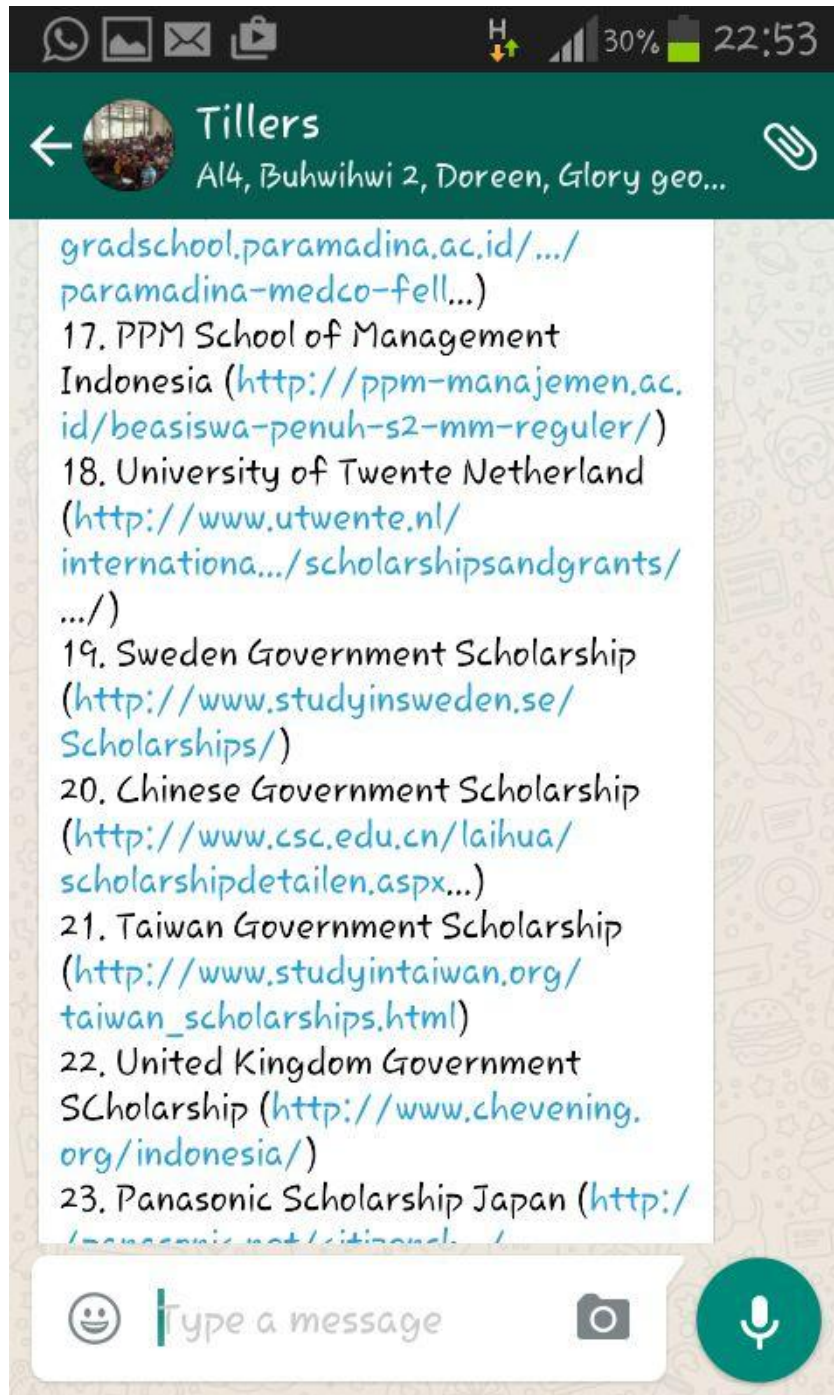 H 30% 22:53
Tillers
Al4, Buhwihwi 2, Doreen, Glory geo...
gradschool.paramadina.ac.id/.../
paramadina-medco-fell...)
17. PPM School of Management
Indonesia (http://ppm-manajemen.ac.
id/beasiswa-penuh-s2-mm-reguler/)
18. University of Twente Netherland
(http://www.utwente.nl/
internationa.../scholarshipsandgrants/
.../)
19. Sweden Government Scholarship
(http://www.studyinsweden.se/
Scholarships/)
20. Chinese Government Scholarship
(http://www.csc.edu.cn/laihua/
scholarshipdetailen.aspx...)
21. Taiwan Government Scholarship
(http://www.studyintaiwan.org/
taiwan_scholarships.html)
22. United Kingdom Government
SCholarship (http://www.chevening.
org/indonesia/)
23. Panasonic Scholarship Japan (http:/
Type a message